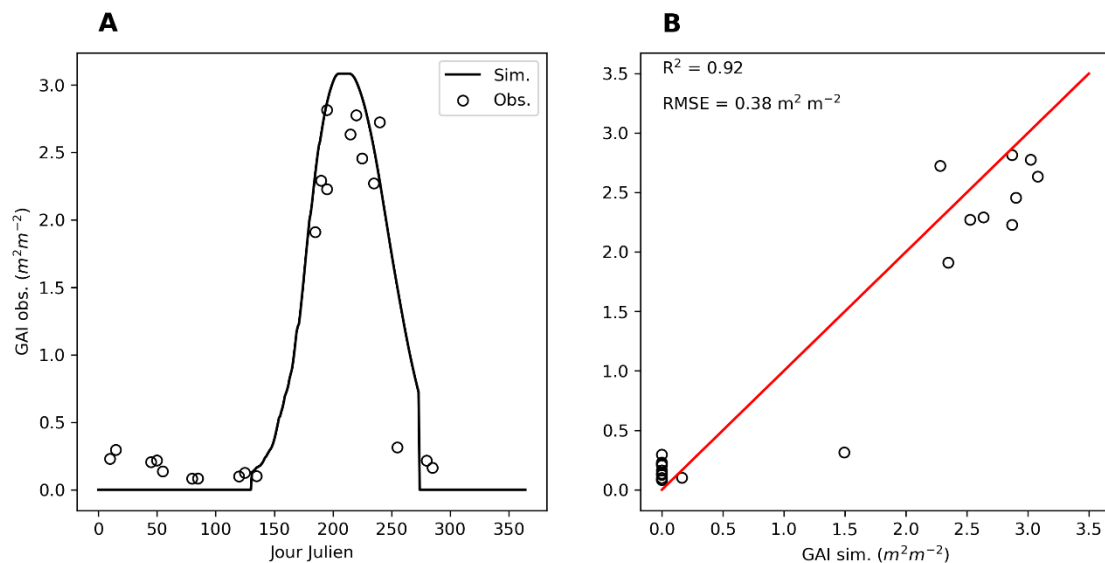 A
B
GAI obs. (m²m⁻²)
3.0
2.5
2.0
1.5
1.0
0.5
0.0
Sim.
Obs.
0 50 100 150 200 250 300 350
Jour Julien
R² = 0.92
RMSE = 0.38 m² m⁻²
3.5
3.0
2.5
2.0
1.5
1.0
0.5
0.0
0.0 0.5 1.0 1.5 2.0 2.5 3.0 3.5
GAI sim. (m²m⁻²)